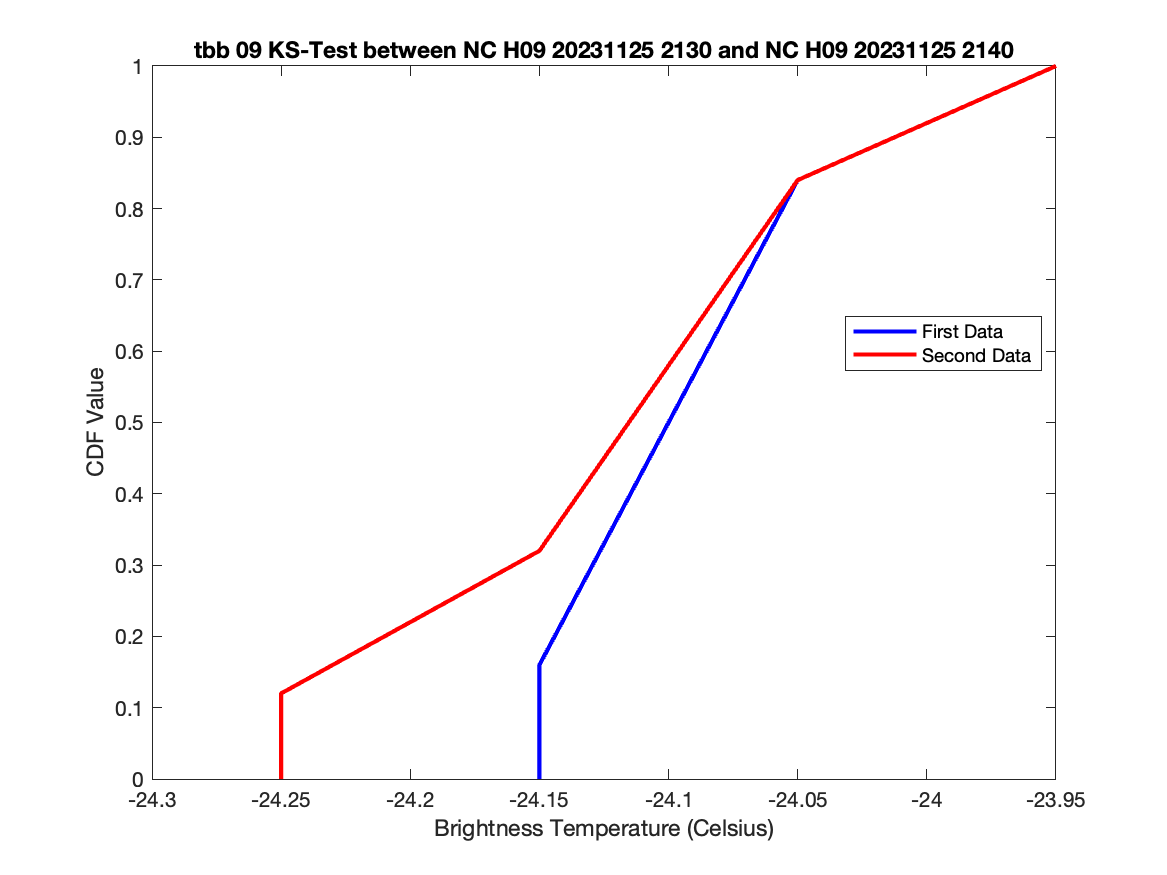 tbb 09 KS-Test between NC H09 20231125 2130 and NC H09 20231125 2140
1
0.9
0.8
0.7
0.6
0.5
0.4
0.3
0.2
0.1
0
CDF Value
First Data
Second Data
-24.3 -24.25 -24.2 -24.15 -24.1 -24.05 -24 -23.95
Brightness Temperature (Celsius)